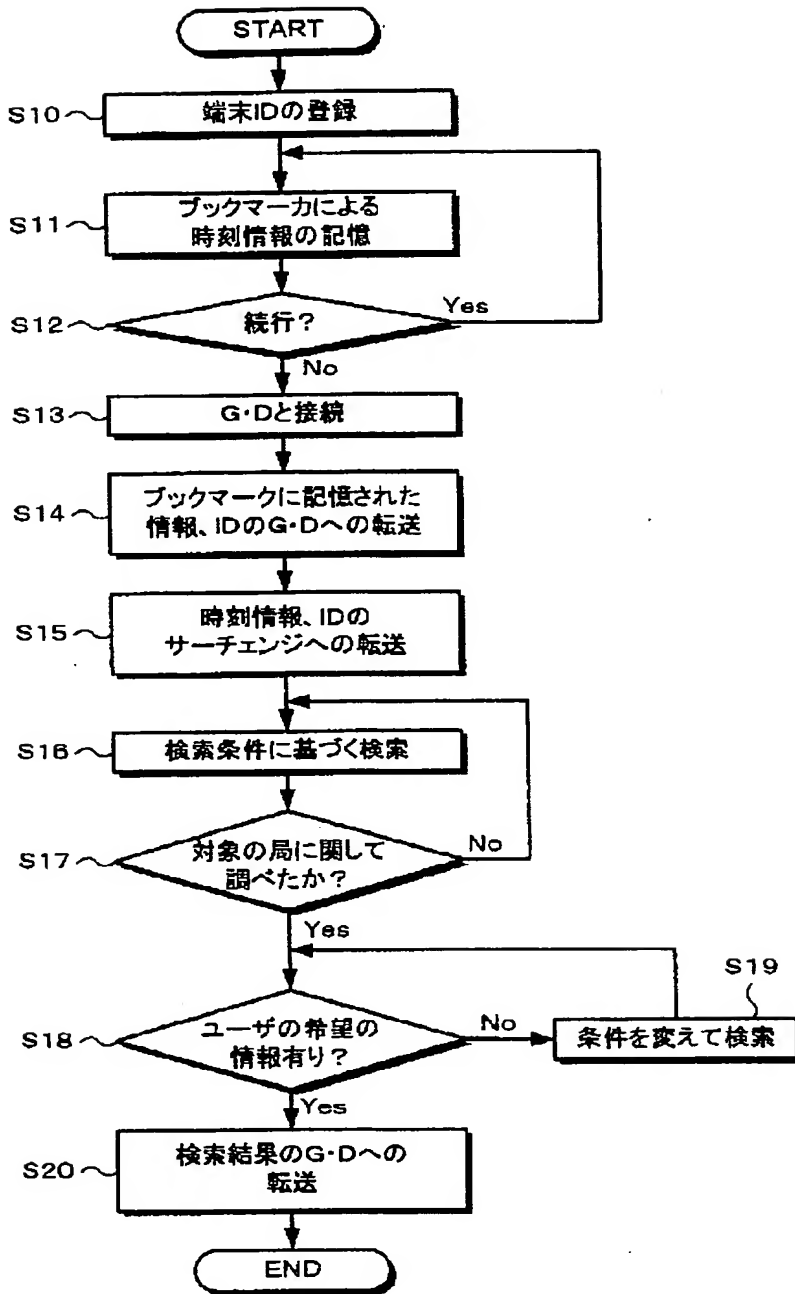 START
S10
端末IDの登録
S11
ブックマーカによる
時刻情報の記憶
S12
続行?
Yes
No
S13
G・Dと接続
S14
ブックマークに記憶された
情報、IDのG・Dへの転送
S15
時刻情報、IDの
サーチェンジへの転送
S16
検索条件に基づく検索
S17
対象の局に関して
調べたか?
No
Yes
S18
ユーザの希望の
情報有り?
No
S19
条件を変えて検索
Yes
S20
検索結果のG・Dへの
転送
END